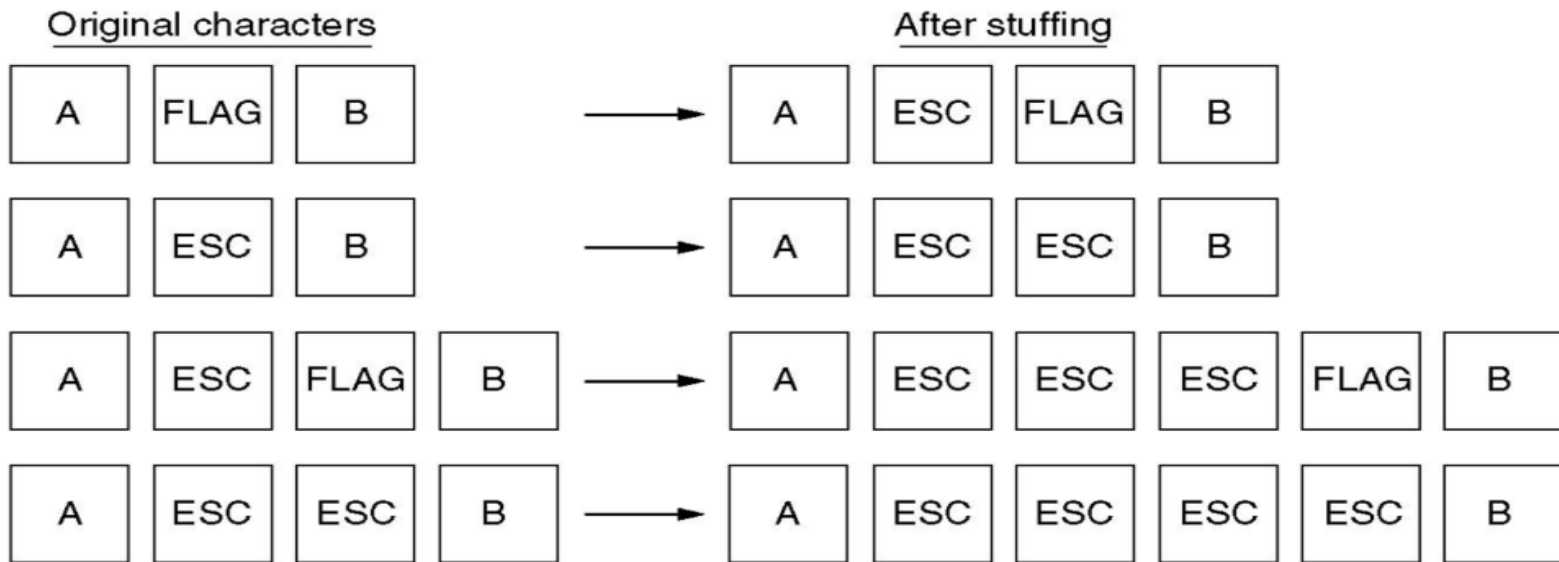 Original characters After stuffing
A FLAG B A ESC FLAG B
A ESC B A ESC ESC B
A ESC FLAG B A ESC ESC ESC FLAG B
A ESC ESC B A ESC ESC ESC ESC B